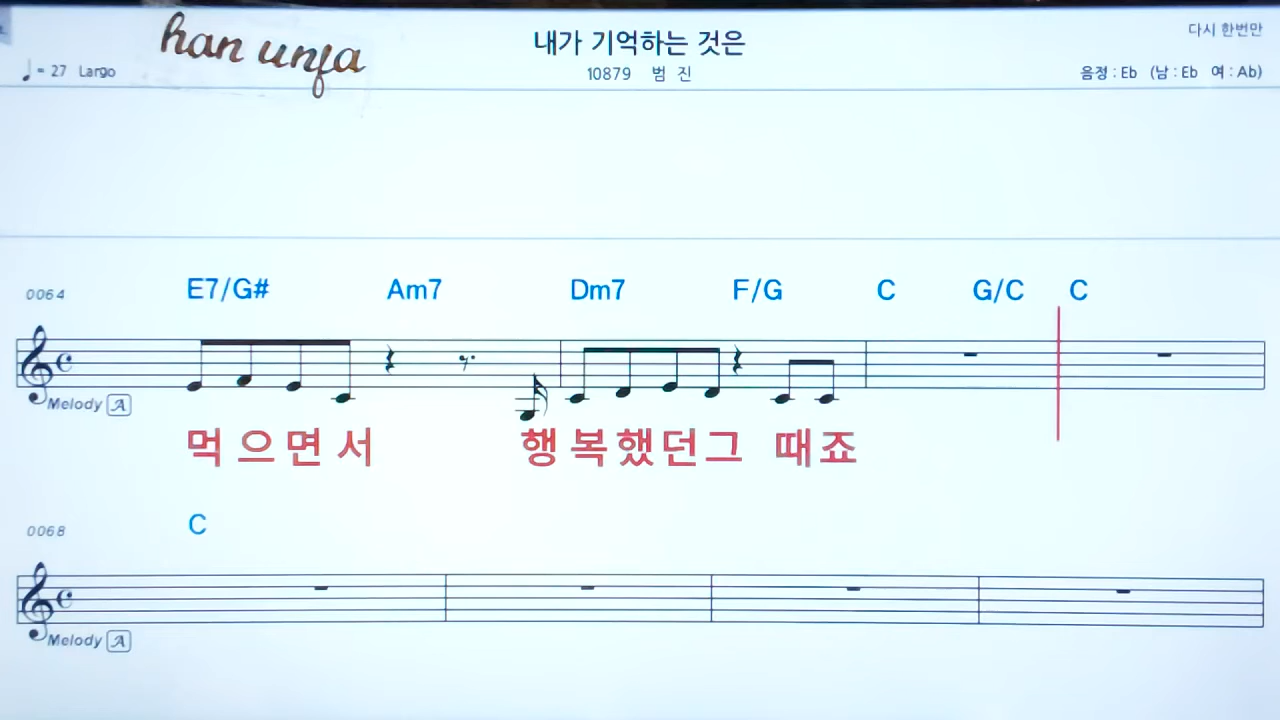 han unja
내가 기억하는 것은
다시 한번만
♩ = 27 Largo
10879 범 진
음정 : Eb (남 : Eb 여 : Ab)
0064 E7/G# Am7 Dm7 F/G C G/C C
Melody A
먹 으 면 서 행 복 했 던 그 때 죠
0068 C
Melody A